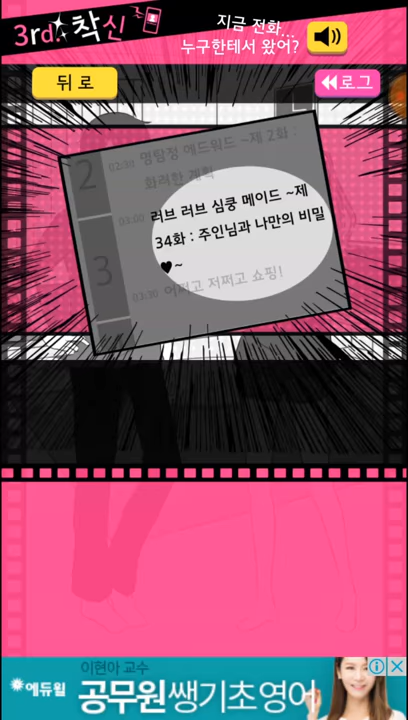 3rd 착신
지금 전화...
누구한테서 왔어?
뒤로
로그
2
02:30 명탐정 에드워드 ~제 2화 :
화려한 계획
03:00 러브 러브 심쿵 메이드 ~제
34화 : 주인님과 나만의 비밀
♥~
3
03:30 어쩌고 저쩌고 쇼핑!
이현아 교수
에듀윌
공무원쌩기초영어